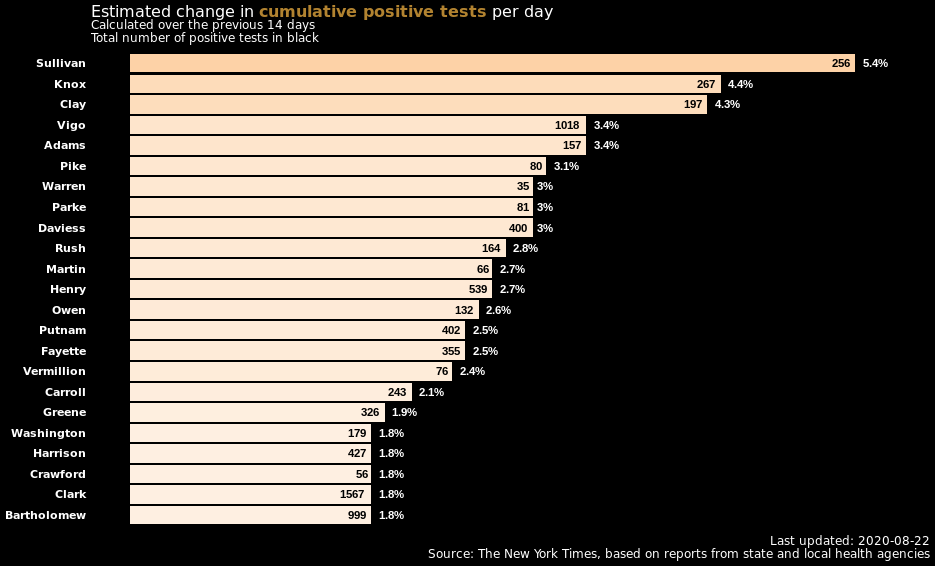 Estimated change in cumulative positive tests per day
Calculated over the previous 14 days
Total number of positive tests in black
Sullivan 256 5.4%
Knox 267 4.4%
Clay 197 4.3%
Vigo 1018 3.4%
Adams 157 3.4%
Pike 80 3.1%
Warren 35 3%
Parke 81 3%
Daviess 400 3%
Rush 164 2.8%
Martin 66 2.7%
Henry 539 2.7%
Owen 132 2.6%
Putnam 402 2.5%
Fayette 355 2.5%
Vermillion 76 2.4%
Carroll 243 2.1%
Greene 326 1.9%
Washington 179 1.8%
Harrison 427 1.8%
Crawford 56 1.8%
Clark 1567 1.8%
Bartholomew 999 1.8%
Last updated: 2020-08-22
Source: The New York Times, based on reports from state and local health agencies